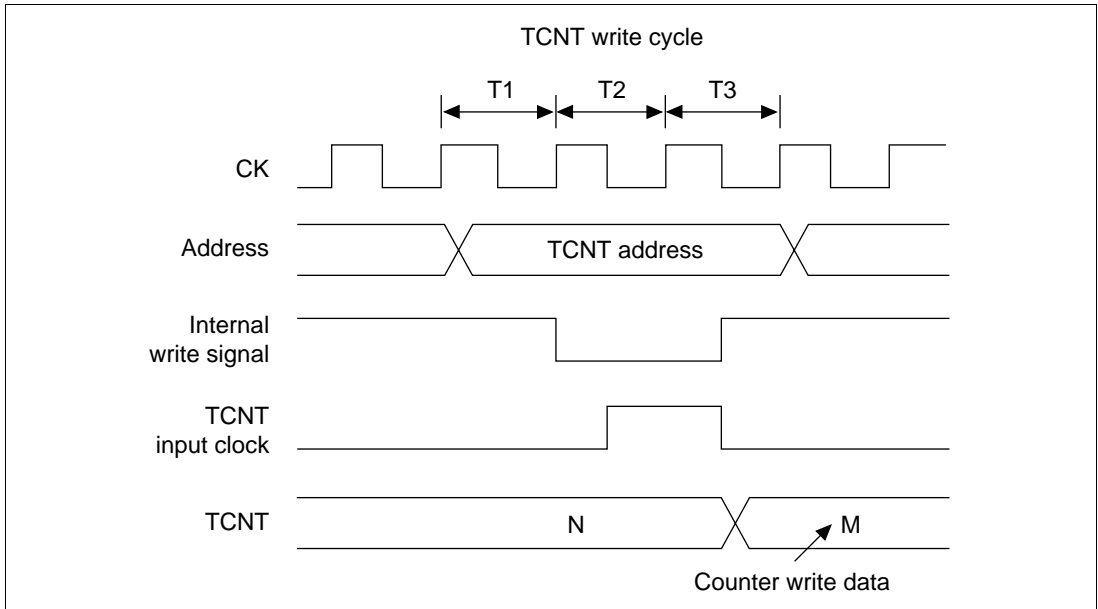 TCNT write cycle
T1 T2 T3
CK
Address
TCNT address
Internal
write signal
TCNT
input clock
TCNT
N
M
Counter write data